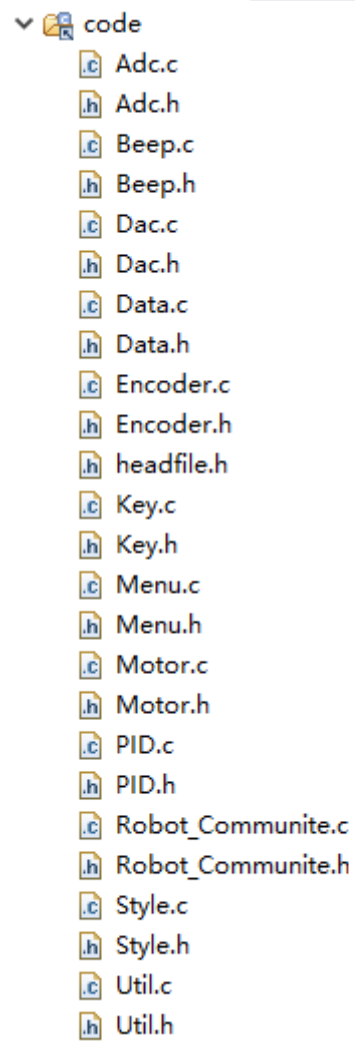 code
.c Adc.c
.h Adc.h
.c Beep.c
.h Beep.h
.c Dac.c
.h Dac.h
.c Data.c
.h Data.h
.c Encoder.c
.h Encoder.h
.h headfile.h
.c Key.c
.h Key.h
.c Menu.c
.h Menu.h
.c Motor.c
.h Motor.h
.c PID.c
.h PID.h
.c Robot_Communite.c
.h Robot_Communite.h
.c Style.c
.h Style.h
.c Util.c
.h Util.h